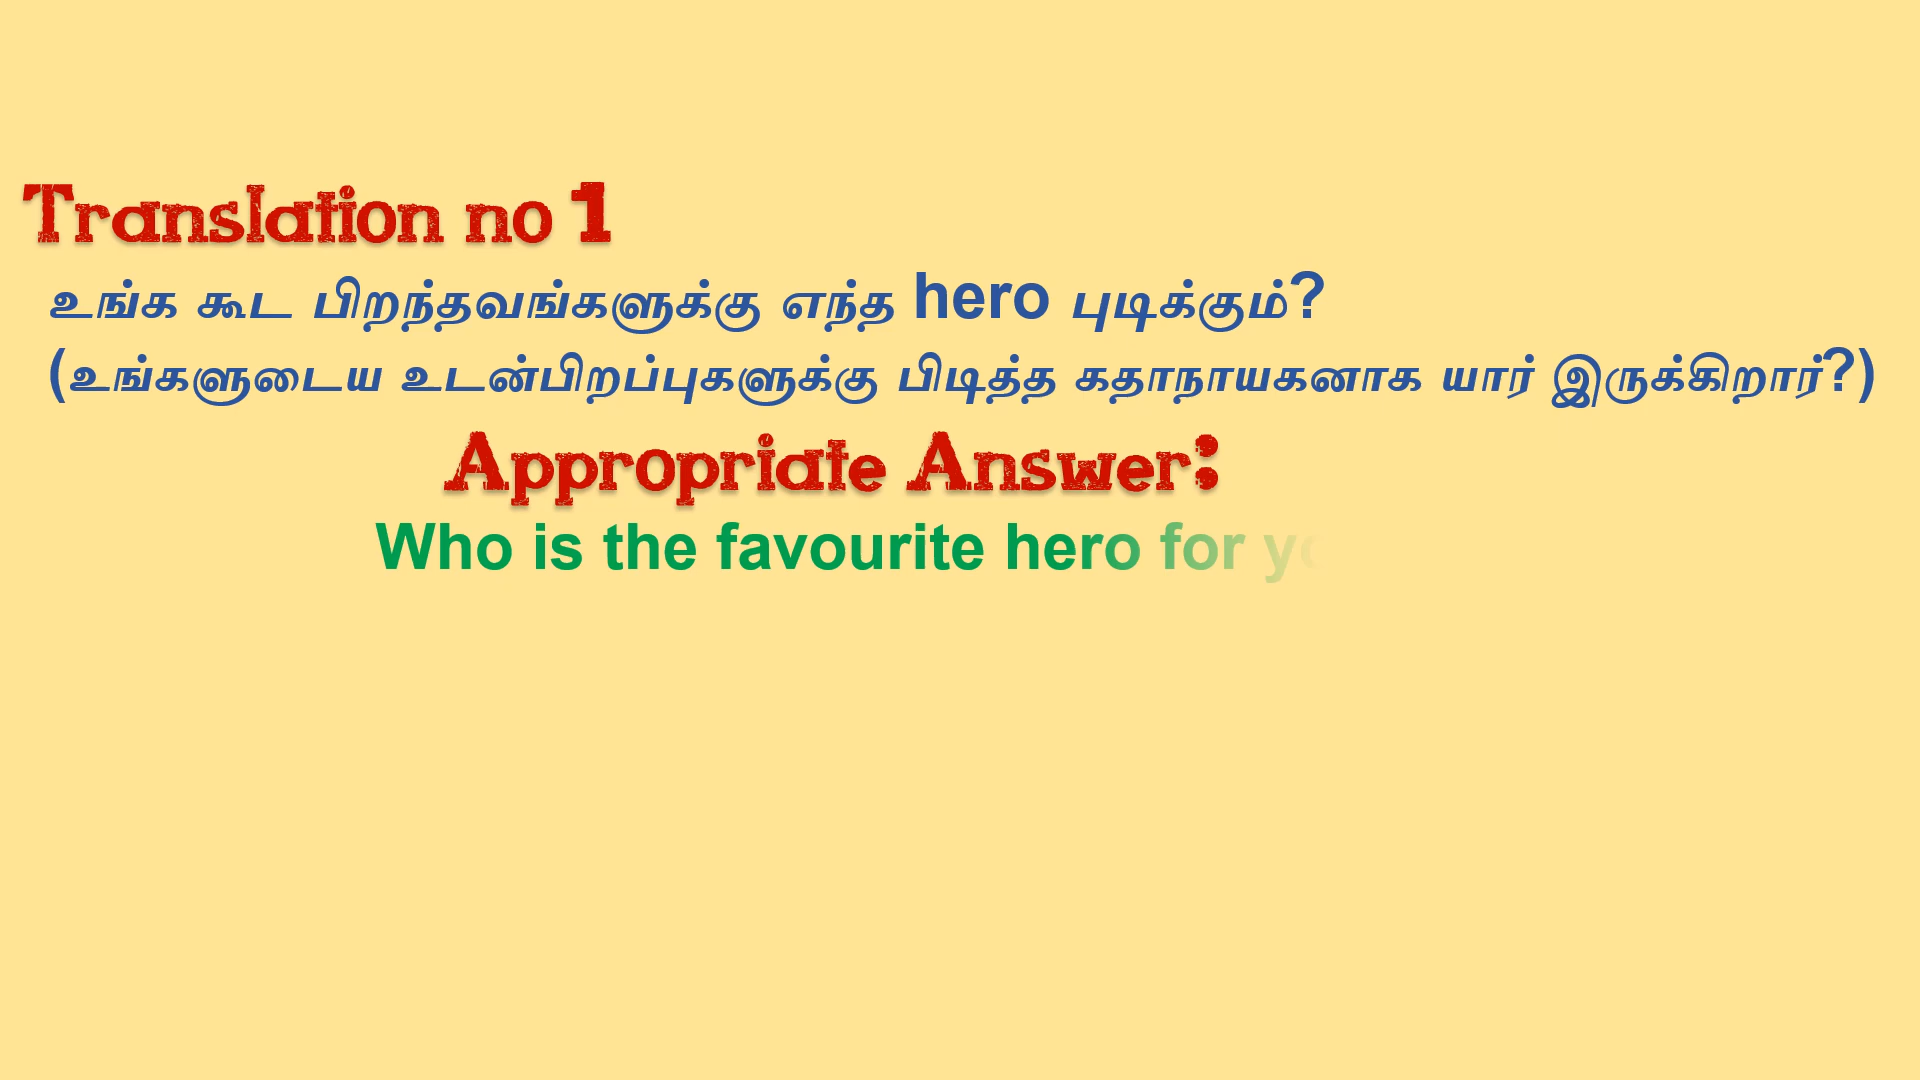 Translation no 1
உங்க கூட பிறந்தவங்களுக்கு எந்த hero புடிக்கும்?
(உங்களுடைய உடன்பிறப்புகளுக்கு பிடித்த கதாநாயகனாக யார் இருக்கிறார்?)
Appropriate Answer:
Who is the favourite hero for